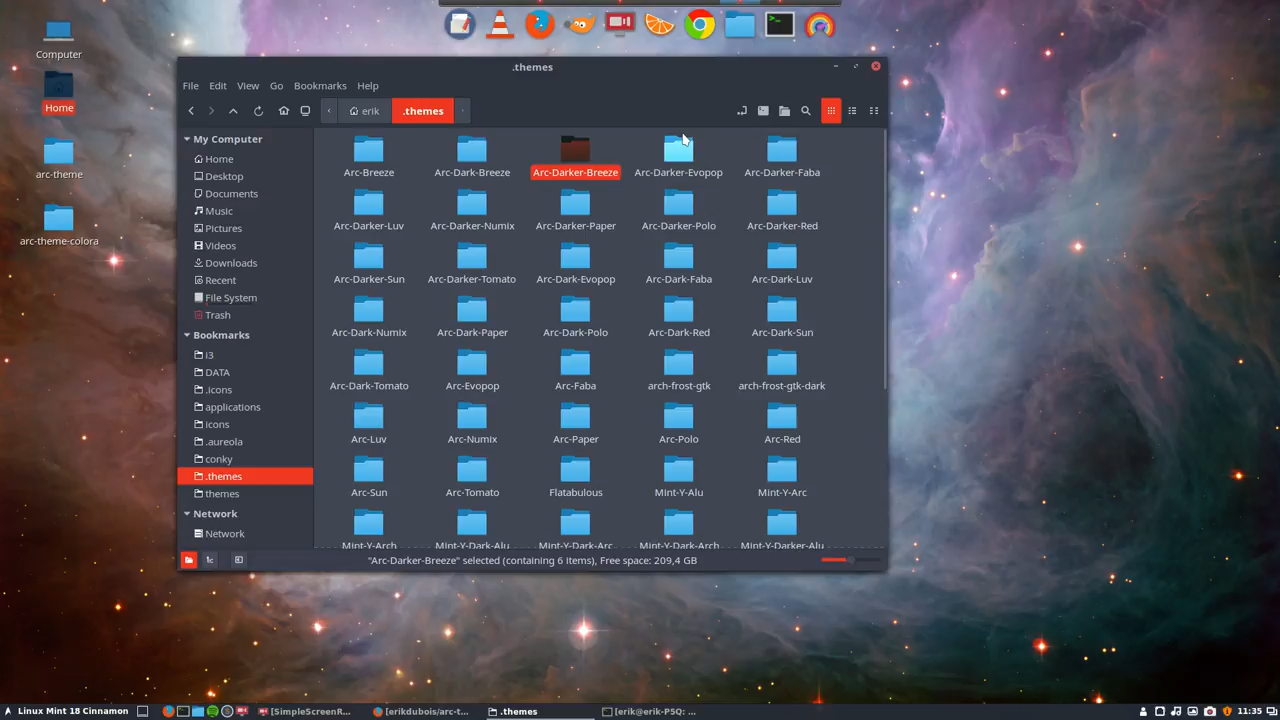 Computer
Home
arc-theme
arc-theme-colora
.themes
File Edit View Go Bookmarks Help
erik .themes
My Computer
Home
Desktop
Documents
Music
Pictures
Videos
Downloads
Recent
File System
Trash
Bookmarks
i3
DATA
.icons
applications
icons
.aureola
conky
.themes
themes
Network
Network
Arc-Breeze Arc-Dark-Breeze Arc-Darker-Breeze Arc-Darker-Evopop Arc-Darker-Faba
Arc-Darker-Luv Arc-Darker-Numix Arc-Darker-Paper Arc-Darker-Polo Arc-Darker-Red
Arc-Darker-Sun Arc-Darker-Tomato Arc-Dark-Evopop Arc-Dark-Faba Arc-Dark-Luv
Arc-Dark-Numix Arc-Dark-Paper Arc-Dark-Polo Arc-Dark-Red Arc-Dark-Sun
Arc-Dark-Tomato Arc-Evopop Arc-Faba arch-frost-gtk arch-frost-gtk-dark
Arc-Luv Arc-Numix Arc-Paper Arc-Polo Arc-Red
Arc-Sun Arc-Tomato Flatabulous Mint-Y-Alu Mint-Y-Arc
Mint-Y-Arch Mint-Y-Dark-Alu Mint-Y-Dark-Arc Mint-Y-Dark-Arch Mint-Y-Darker-Alu
"Arc-Darker-Breeze" selected (containing 6 items), Free space: 209,4 GB
Linux Mint 18 Cinnamon [SimpleScreenR... [erikdubois/arc-t... .themes [erik@erik-P5Q: ... 11:35